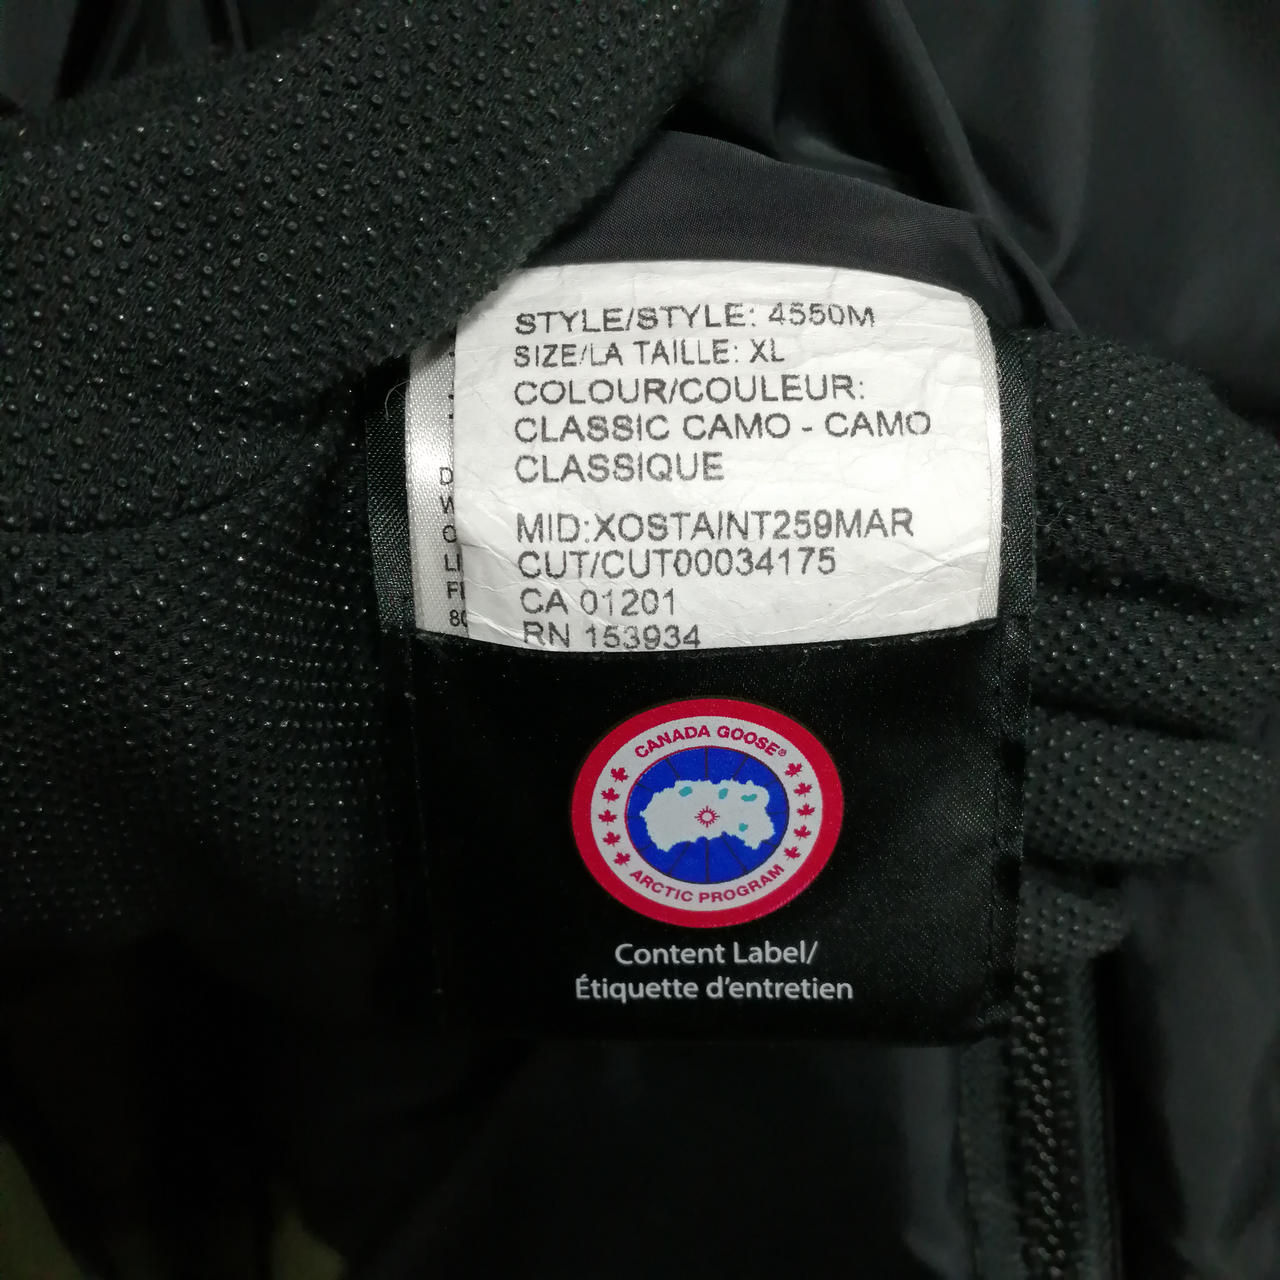 STYLE/STYLE: 4550M
SIZE/LA TAILLE: XL
COLOUR/COULEUR:
CLASSIC CAMO - CAMO
CLASSIQUE
MID:XOSTAINT259MAR
CUT/CUT00034175
CA 01201
RN 153934
CANADA GOOSE®
ARCTIC PROGRAM
Content Label/
Étiquette d'entretien